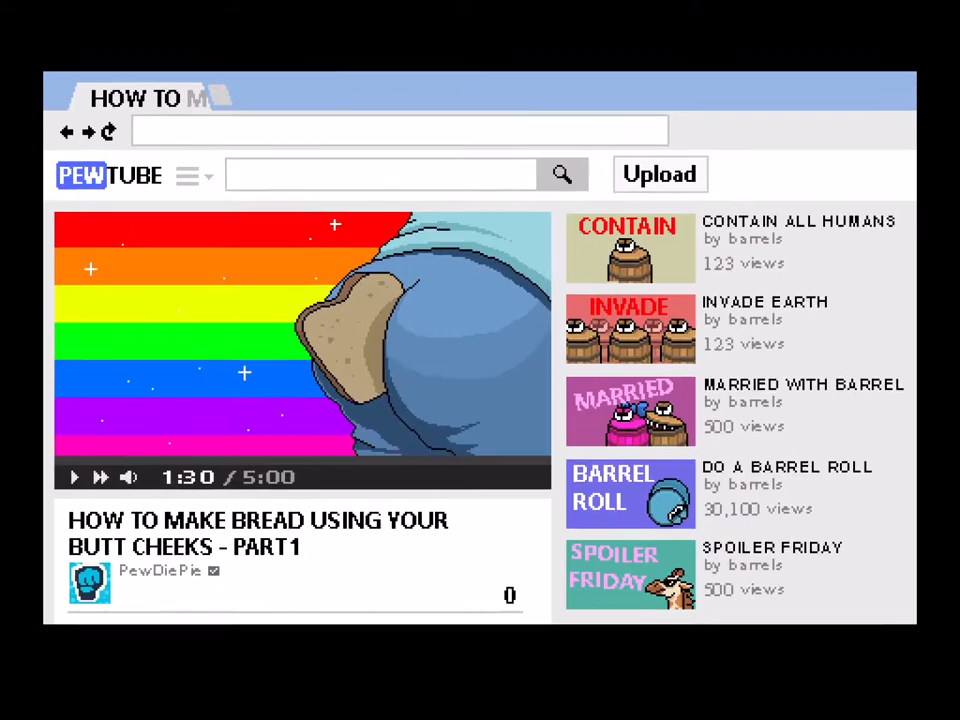 HOW TO M
PEWTUBE
Upload
1:30 / 5:00
HOW TO MAKE BREAD USING YOUR
BUTT CHEEKS - PART1
PewDiePie
0
CONTAIN
CONTAIN ALL HUMANS
by barrels
123 views
INVADE
INVADE EARTH
by barrels
123 views
MARRIED
MARRIED WITH BARREL
by barrels
500 views
BARREL
ROLL
DO A BARREL ROLL
by barrels
30,100 views
SPOILER
FRIDAY
SPOILER FRIDAY
by barrels
500 views